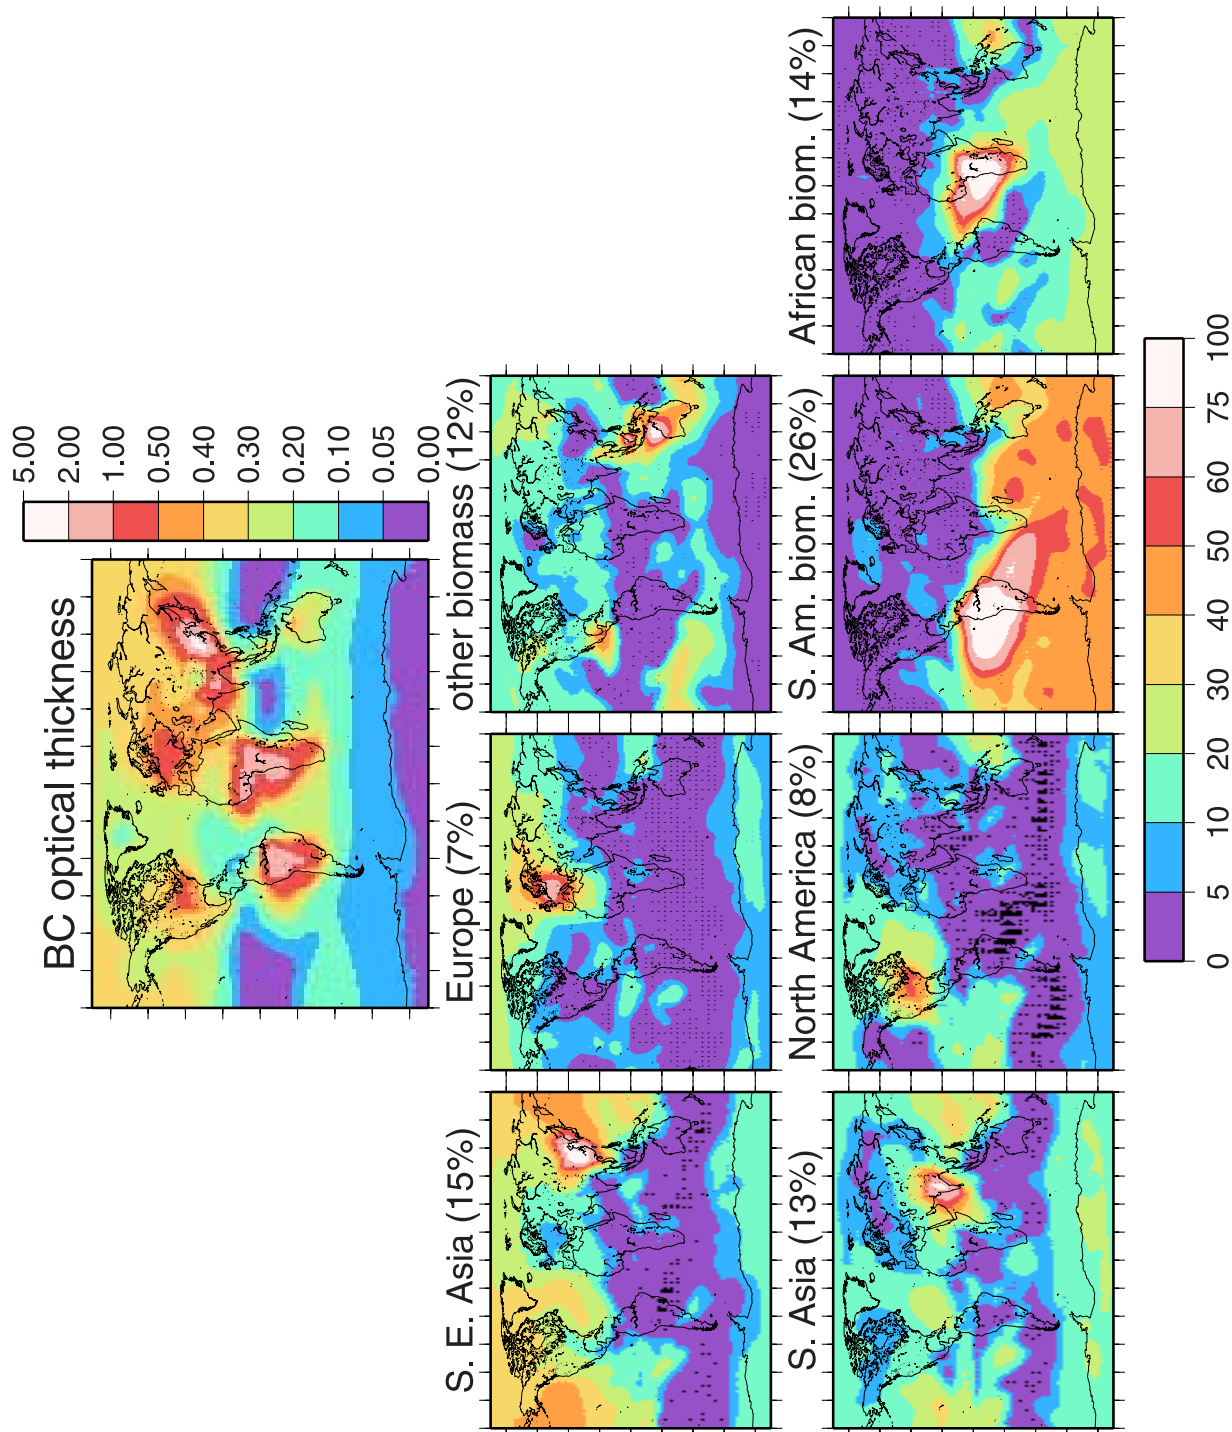 BC optical thickness
5.00
2.00
1.00
0.50
0.40
0.30
0.20
0.10
0.05
0.00
S. E. Asia (15%)
Europe (7%)
other biomass (12%)
S. Asia (13%)
North America (8%)
S. Am. biom. (26%)
African biom. (14%)
0 5 10 20 30 40 50 60 75 100